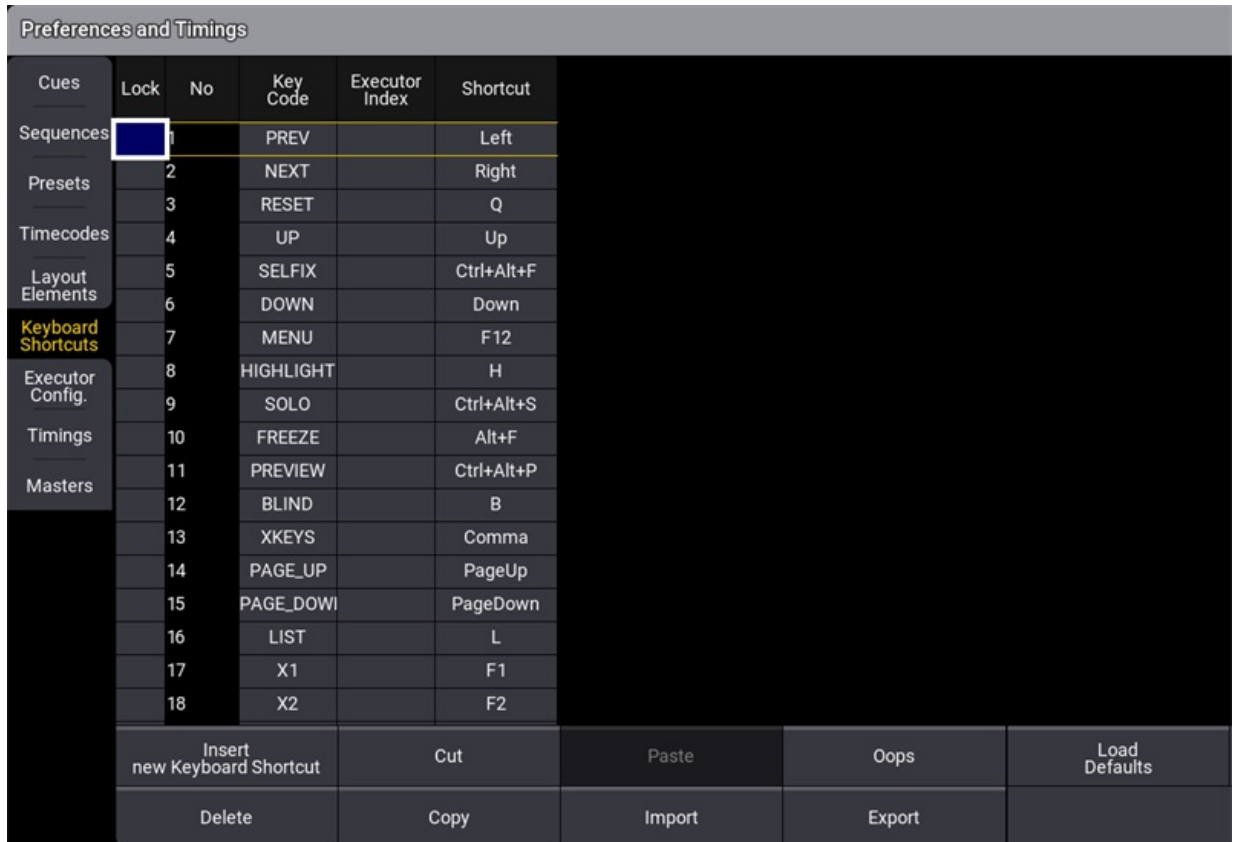 Preferences and Timings
Cues
Sequences
Presets
Timecodes
Layout
Elements
Keyboard
Shortcuts
Executor
Config.
Timings
Masters
Lock No Key Code Executor Index Shortcut
1 PREV Left
2 NEXT Right
3 RESET Q
4 UP Up
5 SELFIX Ctrl+Alt+F
6 DOWN Down
7 MENU F12
8 HIGHLIGHT H
9 SOLO Ctrl+Alt+S
10 FREEZE Alt+F
11 PREVIEW Ctrl+Alt+P
12 BLIND B
13 XKEYS Comma
14 PAGE_UP PageUp
15 PAGE_DOW PageDown
16 LIST L
17 X1 F1
18 X2 F2
Insert
new Keyboard Shortcut
Cut
Paste
Oops
Load
Defaults
Delete
Copy
Import
Export